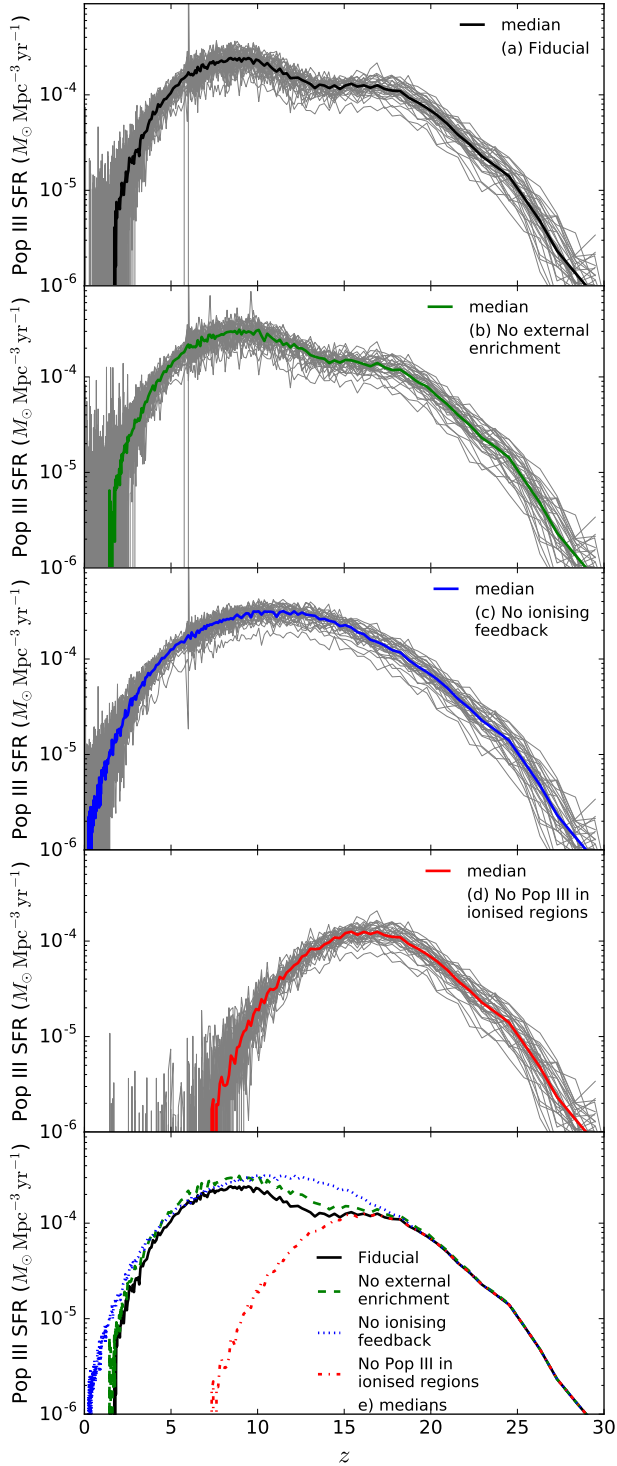 Pop III SFR (M⊙ Mpc⁻³ yr⁻¹)
10⁻⁴
10⁻⁵
10⁻⁶
median
(a) Fiducial
Pop III SFR (M⊙ Mpc⁻³ yr⁻¹)
10⁻⁴
10⁻⁵
10⁻⁶
median
(b) No external
enrichment
Pop III SFR (M⊙ Mpc⁻³ yr⁻¹)
10⁻⁴
10⁻⁵
10⁻⁶
median
(c) No ionising
feedback
Pop III SFR (M⊙ Mpc⁻³ yr⁻¹)
10⁻⁴
10⁻⁵
10⁻⁶
median
(d) No Pop III in
ionised regions
Pop III SFR (M⊙ Mpc⁻³ yr⁻¹)
10⁻⁴
10⁻⁵
10⁻⁶
Fiducial
No external
enrichment
No ionising
feedback
No Pop III in
ionised regions
e) medians
0 5 10 15 20 25 30
z